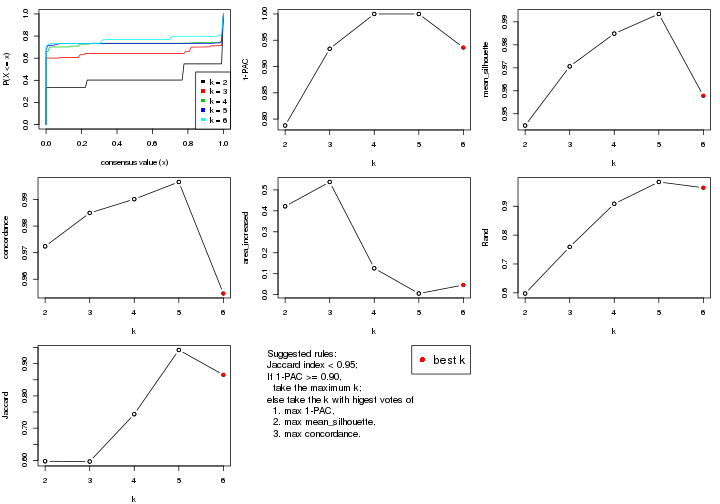 P(X <= x)
0.0 0.2 0.4 0.6 0.8 1.0
0.0 0.2 0.4 0.6 0.8 1.0
consensus value (x)
k = 2
k = 3
k = 4
k = 5
k = 6
1-PAC
0.80 0.85 0.90 0.95 1.00
2 3 4 5 6
k
mean_silhouette
0.95 0.96 0.97 0.98 0.99
2 3 4 5 6
k
concordance
0.96 0.97 0.98 0.99
2 3 4 5 6
k
area_increased
0.0 0.1 0.2 0.3 0.4 0.5
2 3 4 5 6
k
Rand
0.6 0.7 0.8 0.9
2 3 4 5 6
k
Jaccard
0.60 0.70 0.80 0.90
2 3 4 5 6
k
Suggested rules:
Jaccard index < 0.95;
If 1-PAC >= 0.90,
take the maximum k;
else take the k with higest votes of
1. max 1-PAC,
2. max mean_silhouette,
3. max concordance.
best k